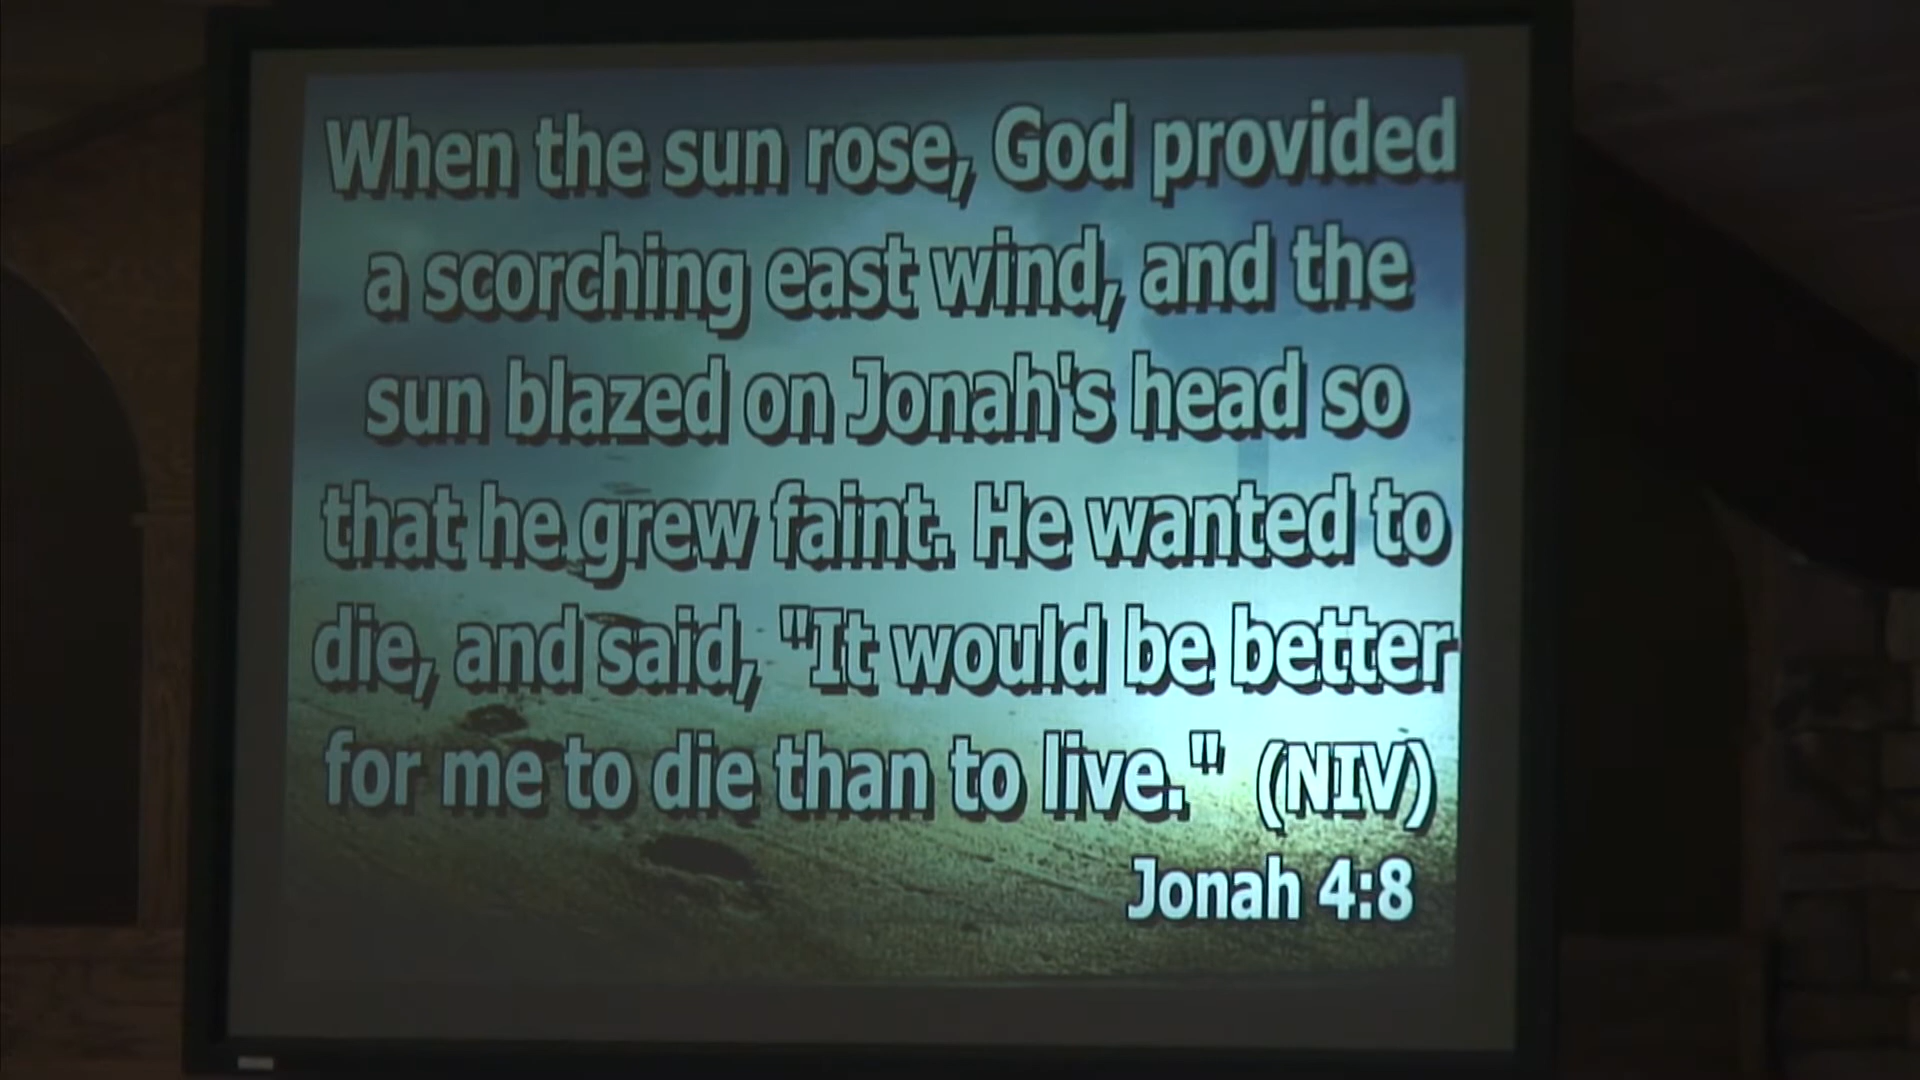 When the sun rose, God provided
a scorching east wind, and the
sun blazed on Jonah's head so
that he grew faint. He wanted to
die, and said, "It would be better
for me to die than to live." (NIV)
Jonah 4:8